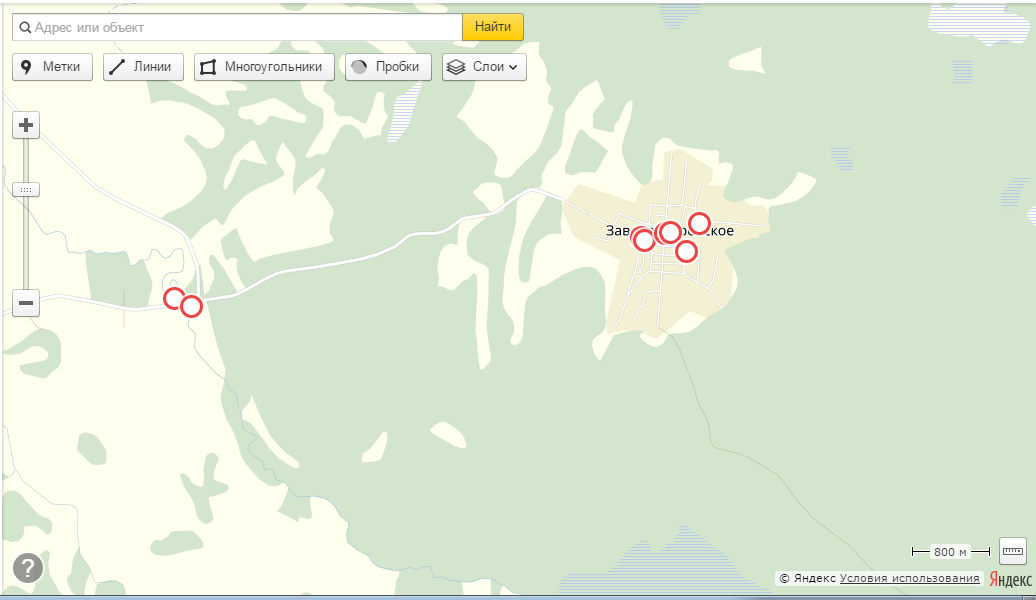 Адрес или объект
Найти
Метки
Линии
Многоугольники
Пробки
Слои
800 м
© Яндекс Условия использования
Яндекс
?